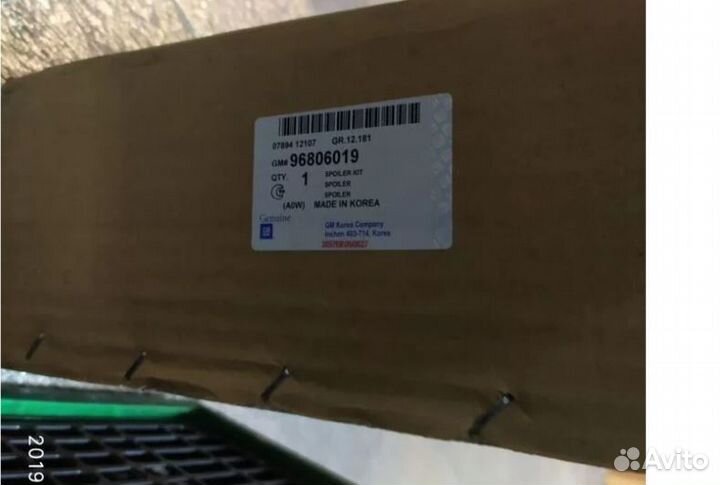 07894 12107 GR.12.181
GM# 96806019
QTY. 1 SPOILER KIT
SPOILER
SPOILER
(A0W) MADE IN KOREA
Genuine
GM
GM Korea Company
Incheon 403-714, Korea
2019
Avito